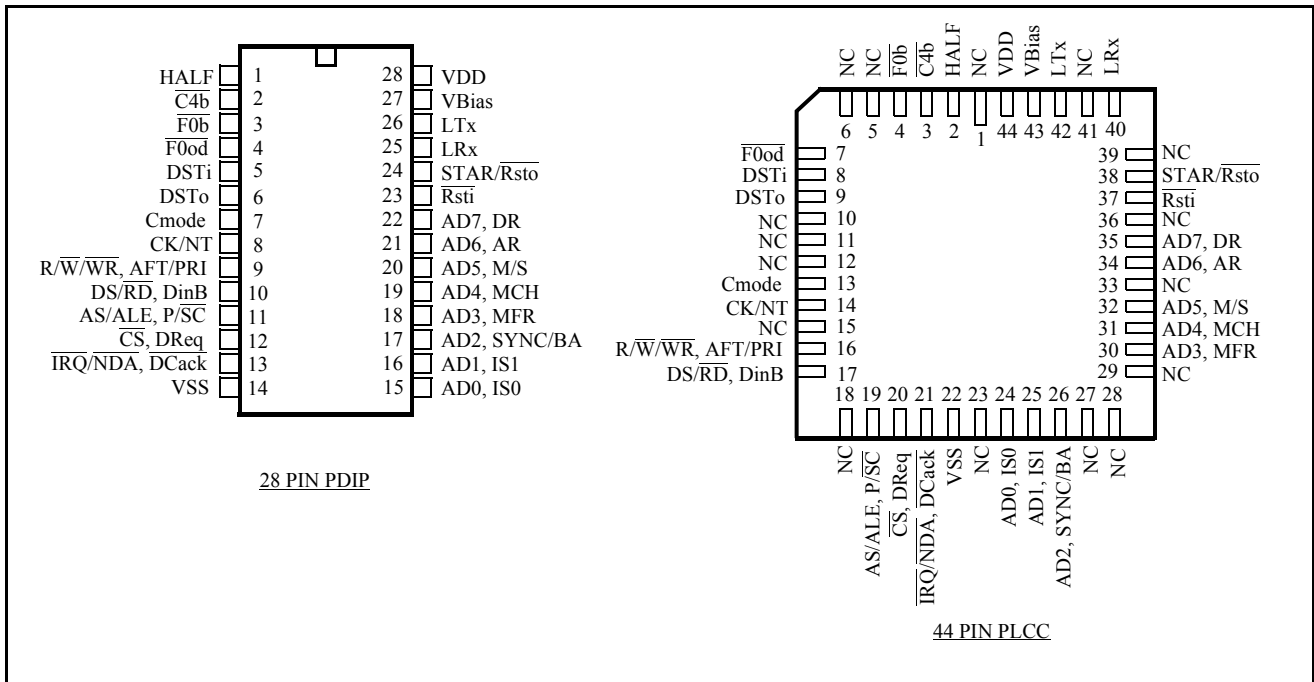 HALF 1 28 VDD
C4b 2 27 VBias
F0b 3 26 LTx
F0od 4 25 LRx
DSTi 5 24 STAR/Rsto
DSTo 6 23 Rsti
Cmode 7 22 AD7, DR
CK/NT 8 21 AD6, AR
R/W/WR, AFT/PRI 9 20 AD5, M/S
DS/RD, DinB 10 19 AD4, MCH
AS/ALE, P/SC 11 18 AD3, MFR
CS, DReq 12 17 AD2, SYNC/BA
IRQ/NDA, DCack 13 16 AD1, IS1
VSS 14 15 AD0, IS0
28 PIN PDIP
NC NC F0b C4b HALF NC VDD VBias LTx NC LRx
6 5 4 3 2 1 44 43 42 41 40
F0od 7 39 NC
DSTi 8 38 STAR/Rsto
DSTo 9 37 Rsti
NC 10 36 NC
NC 11 35 AD7, DR
NC 12 34 AD6, AR
Cmode 13 33 NC
CK/NT 14 32 AD5, M/S
NC 15 31 AD4, MCH
R/W/WR, AFT/PRI 16 30 AD3, MFR
DS/RD, DinB 17 29 NC
18 19 20 21 22 23 24 25 26 27 28
NC
AS/ALE, P/SC
CS, DReq
IRQ/NDA, DCack
VSS
NC
AD0, IS0
AD1, IS1
AD2, SYNC/BA
NC
NC
44 PIN PLCC